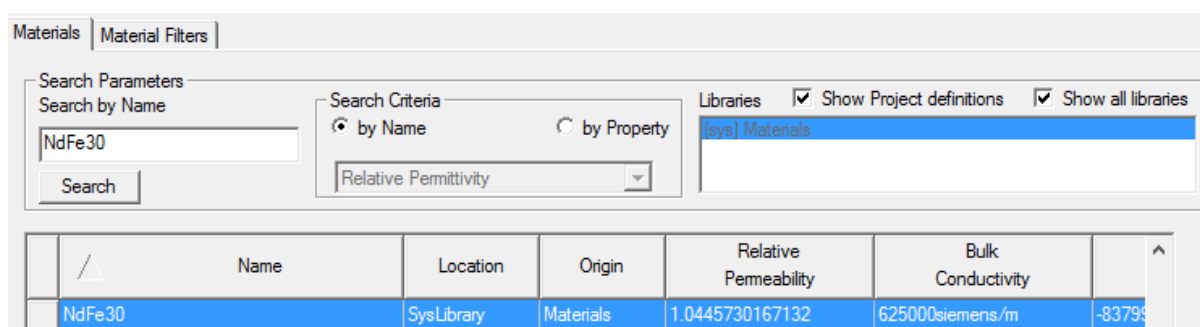 Materials Material Filters
Search Parameters
Search by Name
NdFe30
Search
Search Criteria
by Name by Property
Relative Permittivity
Libraries Show Project definitions Show all libraries
[sys] Materials
Name Location Origin Relative Permeability Bulk Conductivity
NdFe30 SysLibrary Materials 1.0445730167132 625000siemens/m